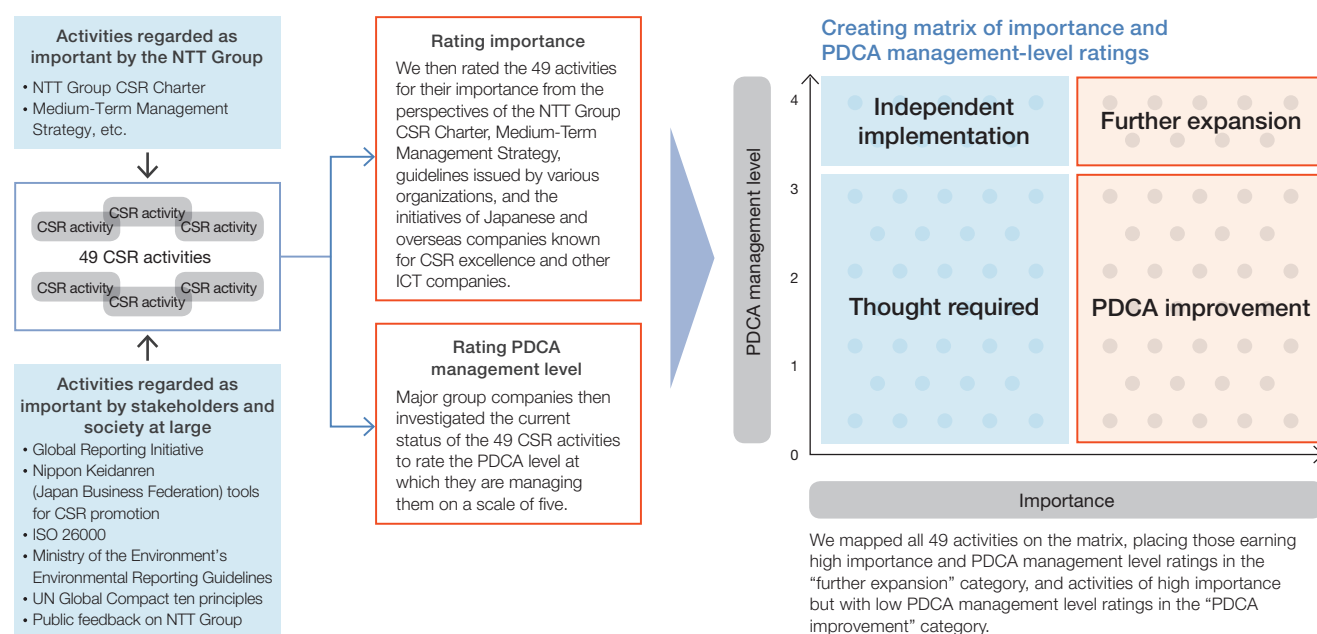 Activities regarded as
important by the NTT Group
• NTT Group CSR Charter
• Medium-Term Management
Strategy, etc.
CSR activity
CSR activity
CSR activity
49 CSR activities
CSR activity
CSR activity
CSR activity
Activities regarded as
important by stakeholders and
society at large
• Global Reporting Initiative
• Nippon Keidanren
(Japan Business Federation) tools
for CSR promotion
• ISO 26000
• Ministry of the Environment's
Environmental Reporting Guidelines
• UN Global Compact ten principles
• Public feedback on NTT Group
Rating importance
We then rated the 49 activities
for their importance from the
perspectives of the NTT Group
CSR Charter, Medium-Term
Management Strategy,
guidelines issued by various
organizations, and the
initiatives of Japanese and
overseas companies known
for CSR excellence and other
ICT companies.
Rating PDCA
management level
Major group companies then
investigated the current
status of the 49 CSR activities
to rate the PDCA level at
which they are managing
them on a scale of five.
Creating matrix of importance and
PDCA management-level ratings
PDCA management level
4
3
2
1
0
Independent
implementation
Further expansion
Thought required
PDCA improvement
Importance
We mapped all 49 activities on the matrix, placing those earning
high importance and PDCA management level ratings in the
“further expansion” category, and activities of high importance
but with low PDCA management level ratings in the “PDCA
improvement” category.